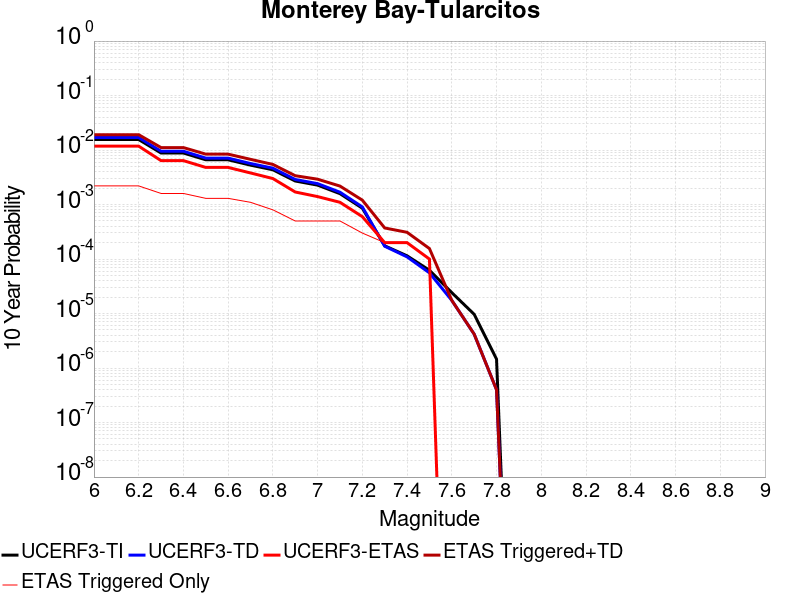 Monterey Bay-Tularcitos
10^0
10^-1
10^-2
10^-3
10^-4
10^-5
10^-6
10^-7
10^-8
10 Year Probability
6 6.2 6.4 6.6 6.8 7 7.2 7.4 7.6 7.8 8 8.2 8.4 8.6 8.8 9
Magnitude
UCERF3-TI UCERF3-TD UCERF3-ETAS ETAS Triggered+TD
ETAS Triggered Only